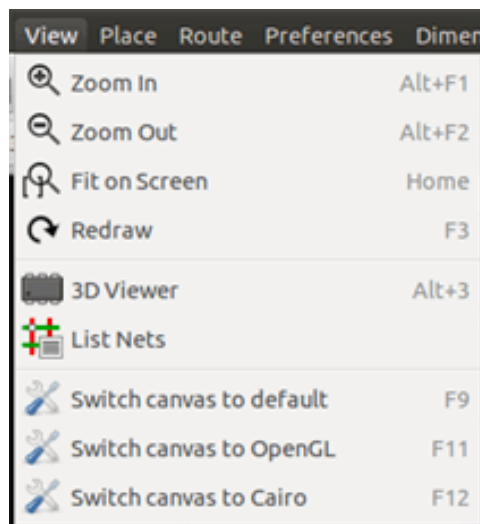 View Place Route Preferences Dimen
Zoom In Alt+F1
Zoom Out Alt+F2
Fit on Screen Home
Redraw F3
3D Viewer Alt+3
List Nets
Switch canvas to default F9
Switch canvas to OpenGL F11
Switch canvas to Cairo F12